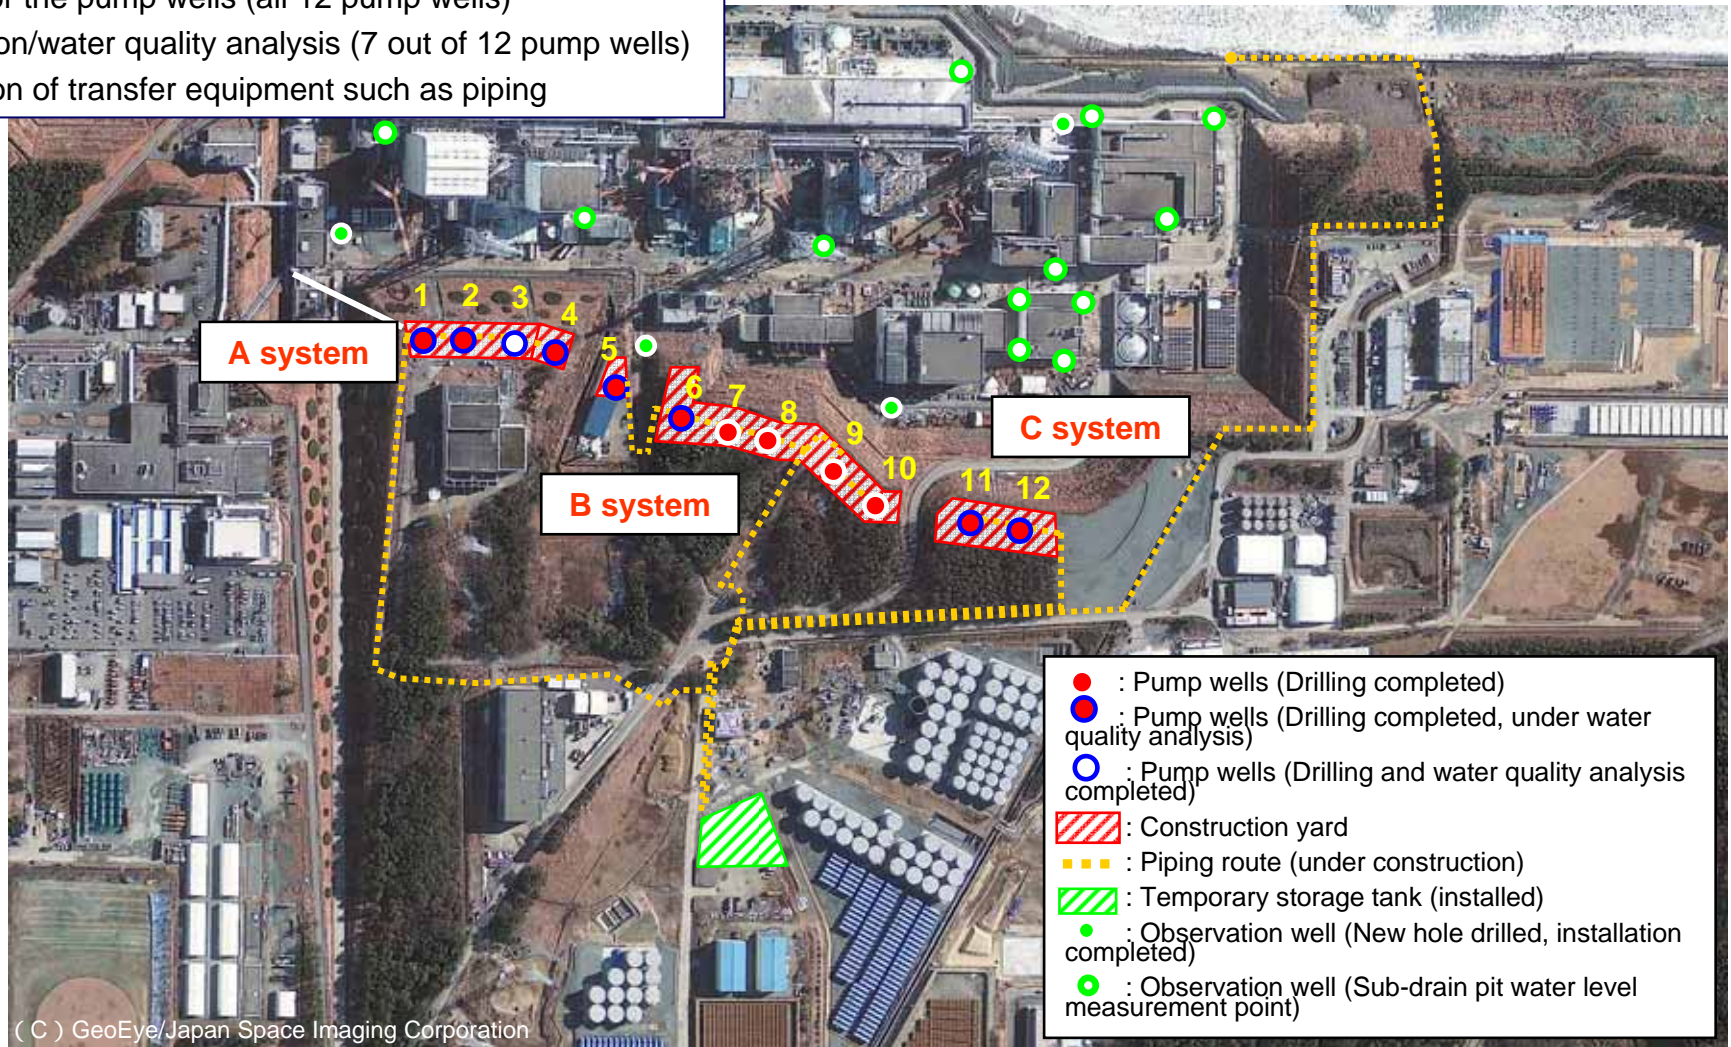 or the pump wells (all 12 pump wells)
on/water quality analysis (7 out of 12 pump wells)
on of transfer equipment such as piping
1
2
3
4
5
6
7
8
9
10
11
12
A system
B system
C system
: Pump wells (Drilling completed)
: Pump wells (Drilling completed, under water
quality analysis)
: Pump wells (Drilling and water quality analysis
completed)
: Construction yard
: Piping route (under construction)
: Temporary storage tank (installed)
: Observation well (New hole drilled, installation
completed)
: Observation well (Sub-drain pit water level
measurement point)
( C ) GeoEye/Japan Space Imaging Corporation